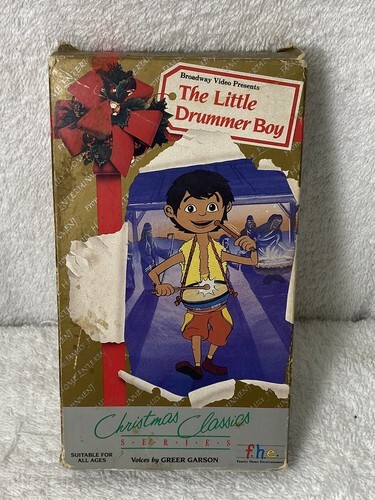 Broadway Video Presents
The Little
Drummer Boy
Christmas Classics
SERIES
SUITABLE FOR
ALL AGES
Voices by GREER GARSON
f.h.e.
Family Home Entertainment